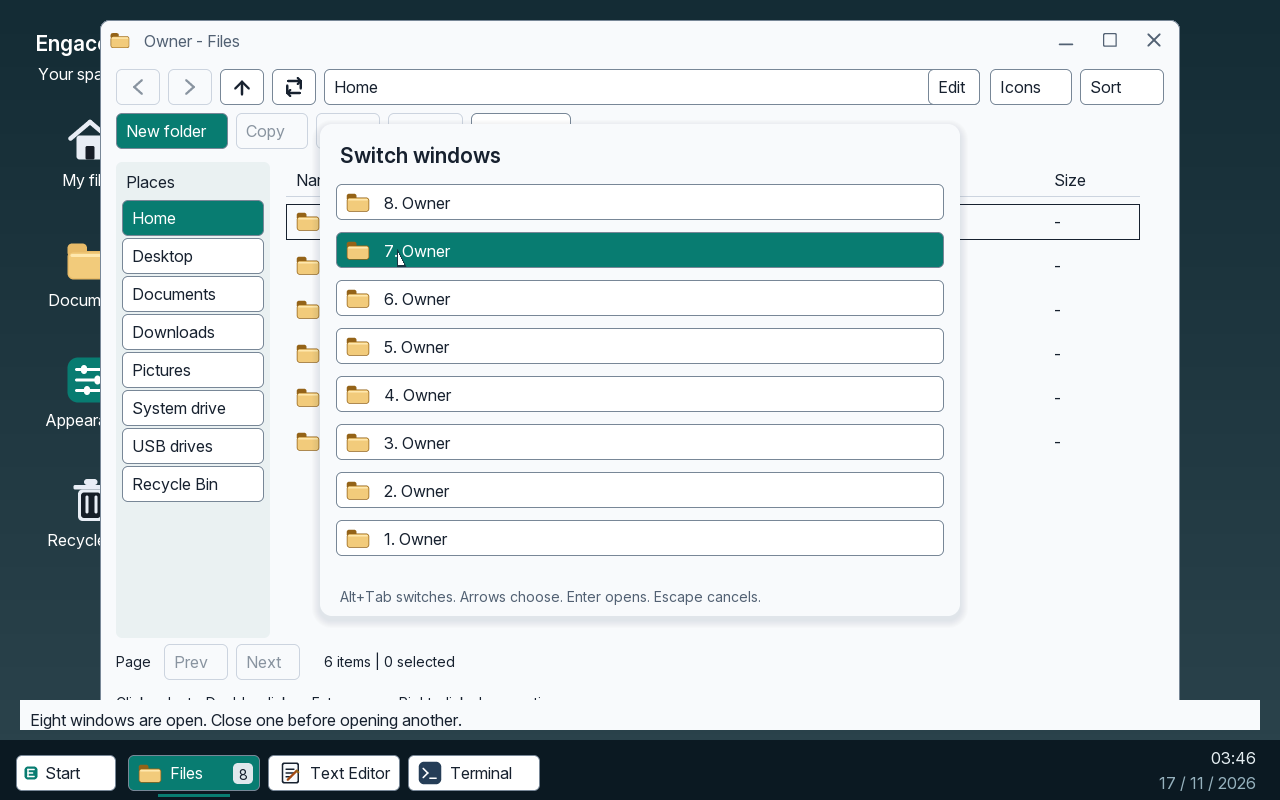 Owner - Files
Home
Edit
Icons
Sort
New folder
Copy
Places
Home
Desktop
Documents
Downloads
Pictures
System drive
USB drives
Recycle Bin
Size
-
-
-
-
-
-
Switch windows
8. Owner
7. Owner
6. Owner
5. Owner
4. Owner
3. Owner
2. Owner
1. Owner
Alt+Tab switches. Arrows choose. Enter opens. Escape cancels.
Page
Prev
Next
6 items | 0 selected
Eight windows are open. Close one before opening another.
Start
Files
8
Text Editor
Terminal
03:46
17 / 11 / 2026